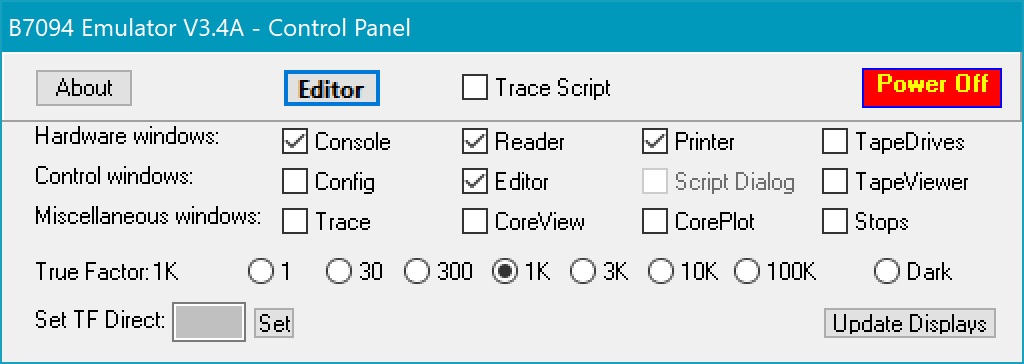 B7094 Emulator V3.4A - Control Panel
About Editor Trace Script Power Off
Hardware windows: Console Reader Printer TapeDrives
Control windows: Config Editor Script Dialog TapeViewer
Miscellaneous windows: Trace CoreView CorePlot Stops
True Factor: 1K 1 30 300 1K 3K 10K 100K Dark
Set TF Direct: Set Update Displays